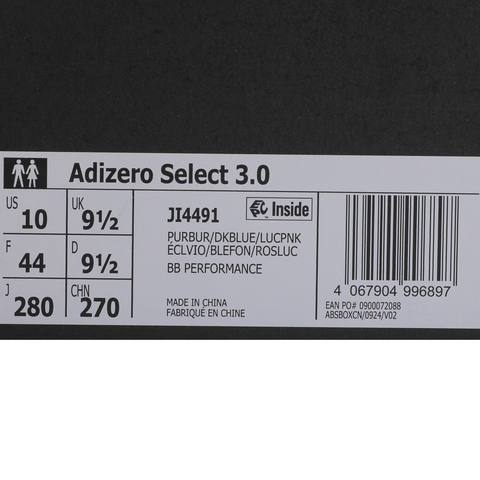 Adizero Select 3.0
US 10 UK 9½
F 44 D 9½
J 280 CHN 270
JI4491 Inside
PURBUR/DKBLUE/LUCPNK
ÉCLVIO/BLEFON/ROSLUC
BB PERFORMANCE
MADE IN CHINA
FABRIQUÉ EN CHINE
4 067904 996897
EAN PO# 0900072088
ABSBOXCN/0924/V02